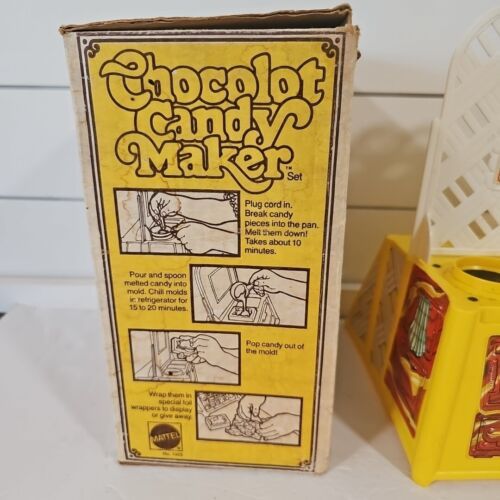 Chocolot
Candy
Maker™
Set
Plug cord in.
Break candy
pieces into the pan.
Melt them down!
Takes about 10
minutes.
Pour and spoon
melted candy into
mold. Chill molds
in refrigerator for
15 to 20 minutes.
Pop candy out of
the mold!
Wrap them in
special foil
wrappers to display
or give away.
MATTEL